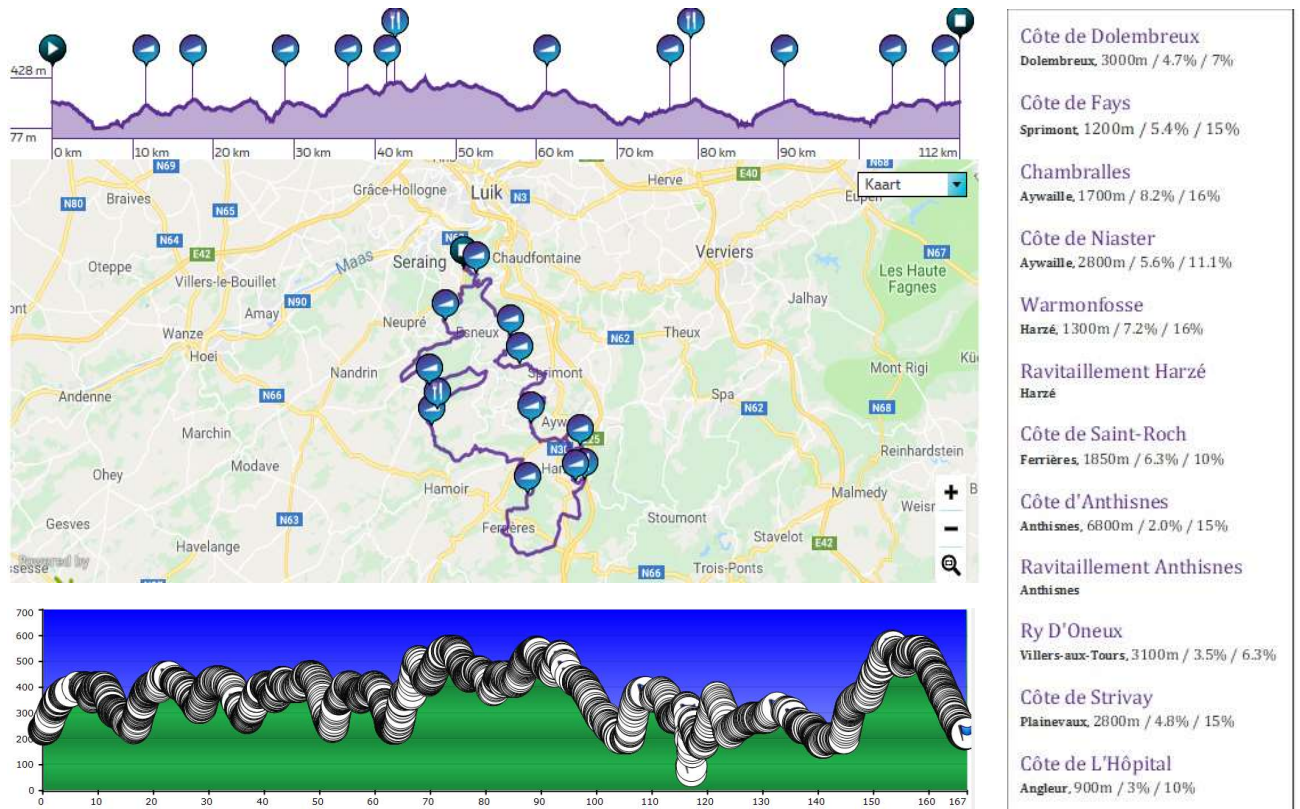 428 m
77 m
0 km
10 km
20 km
30 km
40 km
50 km
60 km
70 km
80 km
90 km
112 km
Kaart
N69
N68
E40
Herve
Grâce-Hollogne
Luik
N3
N80
Braives
N65
N64
E42
Maas
Seraing
Chaudfontaine
Verviers
N67
Oteppe
Villers-le-Bouillet
Les Haute
Fagnes
N90
Amay
Neupré
Jalhay
Wanze
N62
Theux
Hoei
Nandrin
Sprimont
Mont Rigi
Andenne
N66
Spa
N62
N68
Marchin
Reinhardstein
Modave
Ohey
Hamoir
Malmedy
N63
Stoumont
Gesves
Ferrières
Stavelot
E42
Havelange
Powered by
N66
Trois-Ponts
700
600
500
400
300
200
100
0
0 10 20 30 40 50 60 70 80 90 100 110 120 130 140 150 160 167
Côte de Dolembreux
Dolembreux, 3000m / 4.7% / 7%
Côte de Fays
Sprimont, 1200m / 5.4% / 15%
Chambralles
Aywaille, 1700m / 8.2% / 16%
Côte de Niaster
Aywaille, 2800m / 5.6% / 11.1%
Warmonfosse
Harzé, 1300m / 7.2% / 16%
Ravitaillement Harzé
Harzé
Côte de Saint-Roch
Ferrières, 1850m / 6.3% / 10%
Côte d'Anthisnes
Anthisnes, 6800m / 2.0% / 15%
Ravitaillement Anthisnes
Anthisnes
Ry D'Oneux
Villers-aux-Tours, 3100m / 3.5% / 6.3%
Côte de Strivay
Plainevaux, 2800m / 4.8% / 15%
Côte de L'Hôpital
Angleur, 900m / 3% / 10%